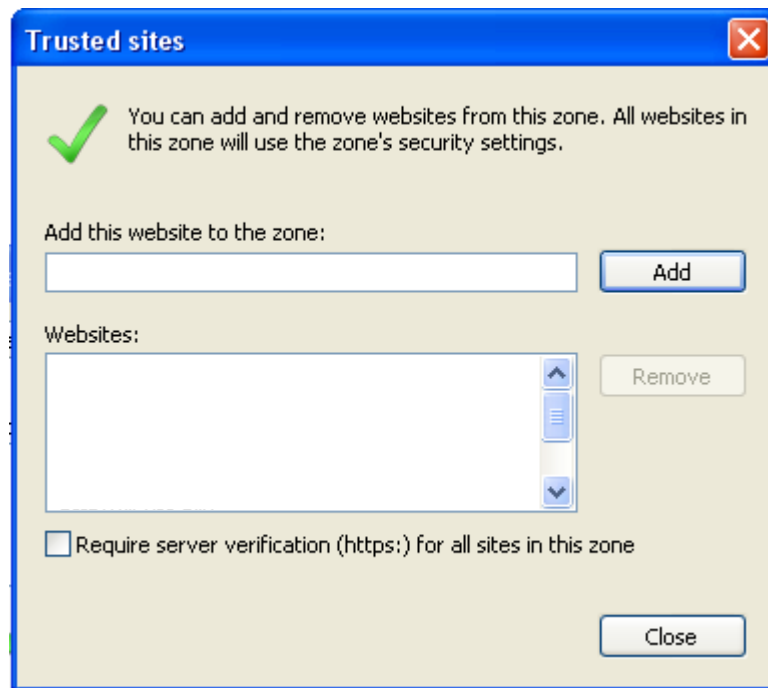 Trusted sites
You can add and remove websites from this zone. All websites in
this zone will use the zone's security settings.
Add this website to the zone:
Add
Websites:
Remove
Require server verification (https:) for all sites in this zone
Close